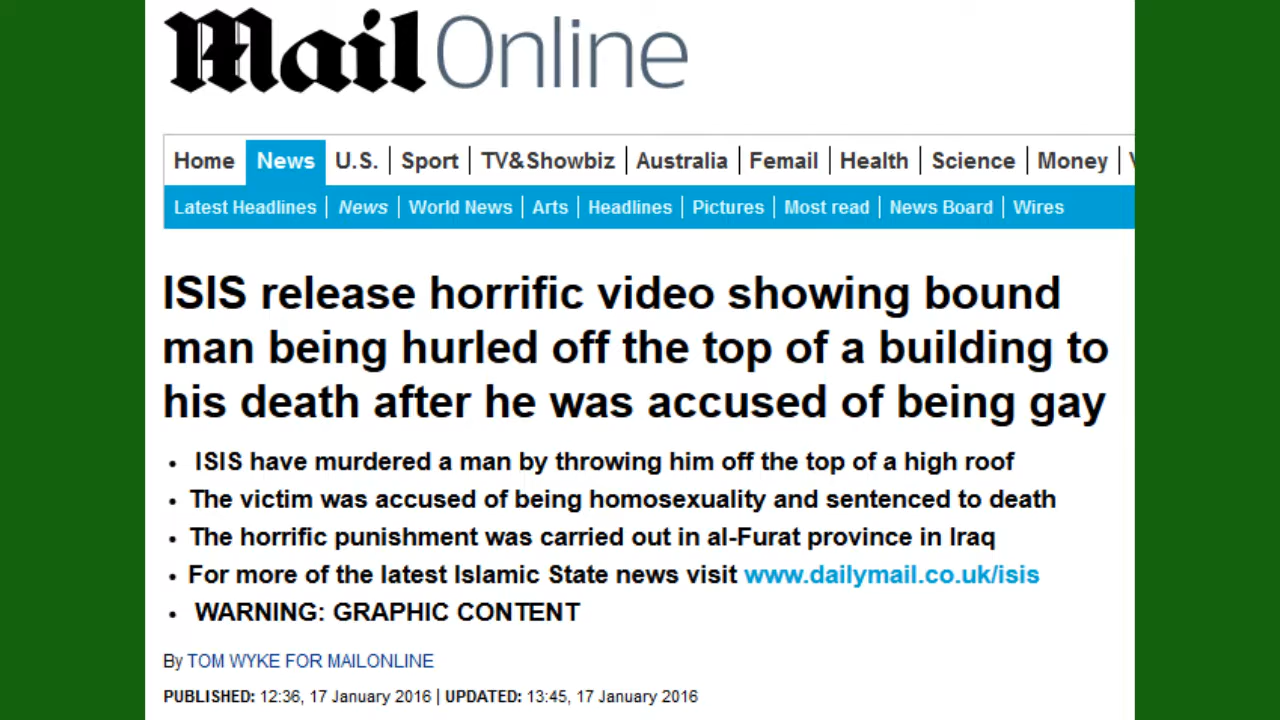 Mail Online
Home News U.S. Sport TV&Showbiz Australia Femail Health Science Money
Latest Headlines News World News Arts Headlines Pictures Most read News Board Wires
ISIS release horrific video showing bound
man being hurled off the top of a building to
his death after he was accused of being gay
• ISIS have murdered a man by throwing him off the top of a high roof
• The victim was accused of being homosexuality and sentenced to death
• The horrific punishment was carried out in al-Furat province in Iraq
• For more of the latest Islamic State news visit www.dailymail.co.uk/isis
• WARNING: GRAPHIC CONTENT
By TOM WYKE FOR MAILONLINE
PUBLISHED: 12:36, 17 January 2016 | UPDATED: 13:45, 17 January 2016